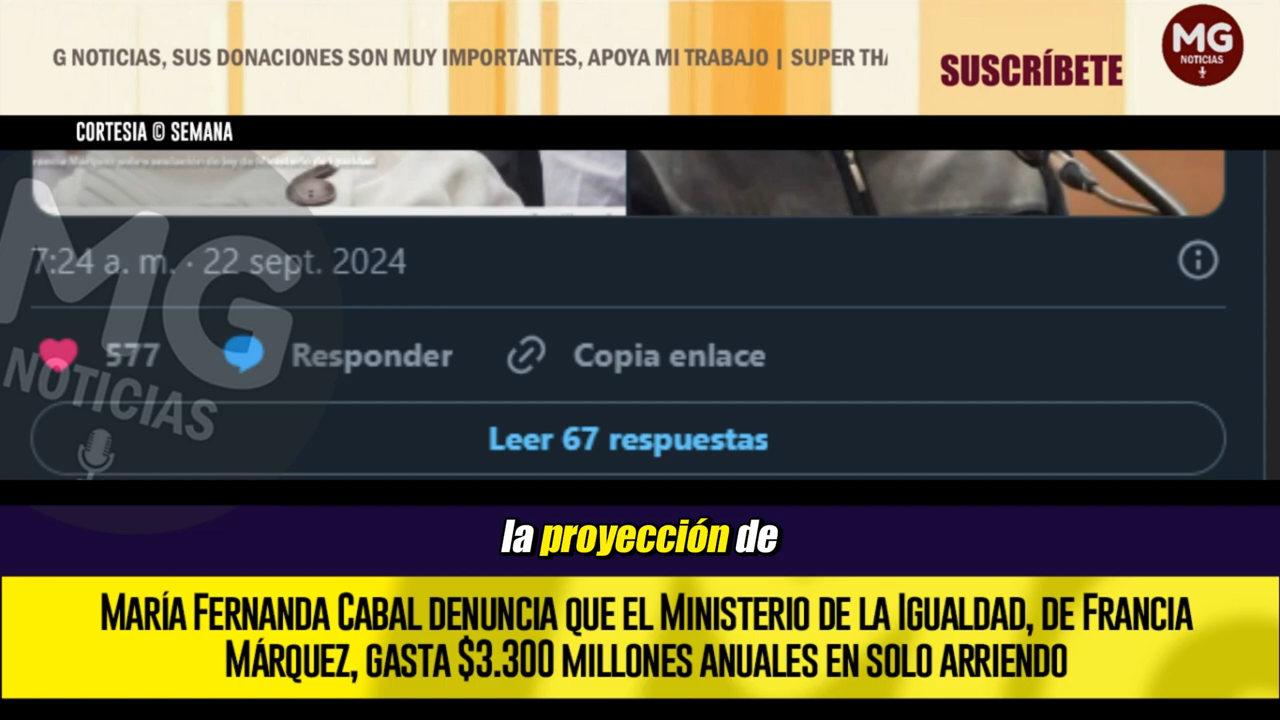 G NOTICIAS, SUS DONACIONES SON MUY IMPORTANTES, APOYA MI TRABAJO | SUPER THA
SUSCRÍBETE
MG
NOTICIAS
CORTESIA © SEMANA
7:24 a. m. · 22 sept. 2024
577 Responder Copia enlace
Leer 67 respuestas
MG
NOTICIAS
la proyección de
MARÍA FERNANDA CABAL DENUNCIA QUE EL MINISTERIO DE LA IGUALDAD, DE FRANCIA
MÁRQUEZ, GASTA $3.300 MILLONES ANUALES EN SOLO ARRIENDO